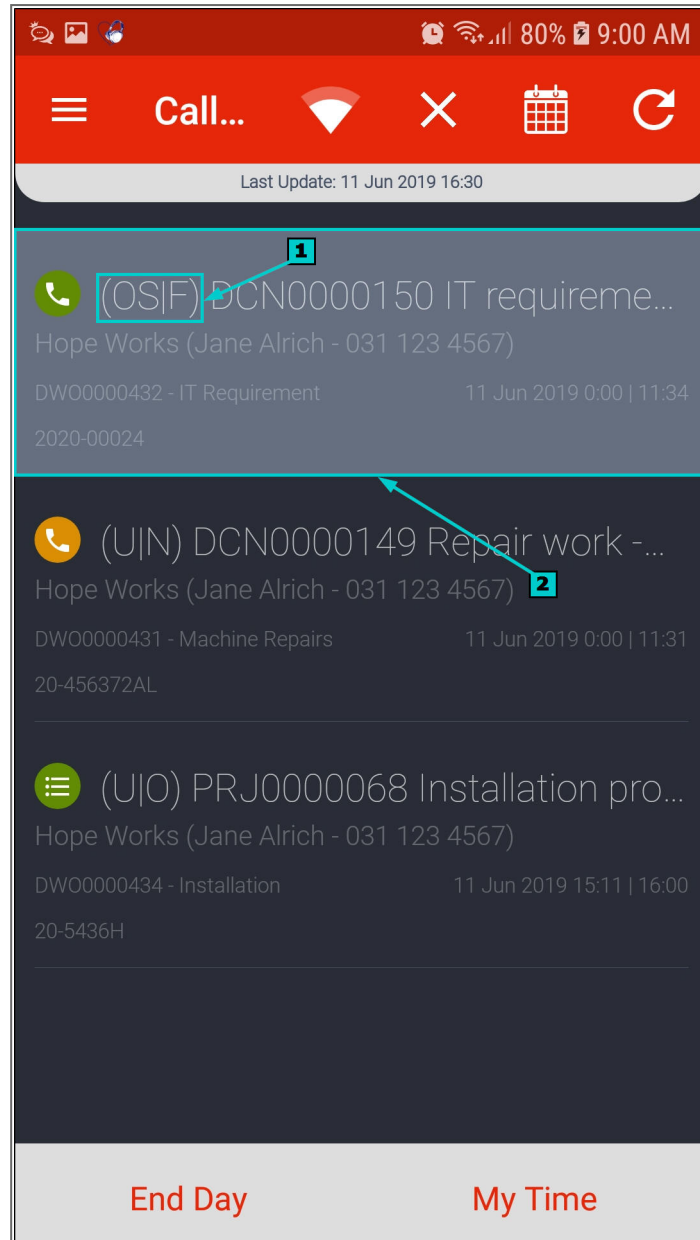 80% 9:00 AM
Call...
Last Update: 11 Jun 2019 16:30
1
(OS|F) DCN0000150 IT requireme...
Hope Works (Jane Alrich - 031 123 4567)
DWO0000432 - IT Requirement 11 Jun 2019 0:00 | 11:34
2020-00024
(U|N) DCN0000149 Repair work -...
Hope Works (Jane Alrich - 031 123 4567)
2
DWO0000431 - Machine Repairs 11 Jun 2019 0:00 | 11:31
20-456372AL
(U|O) PRJ0000068 Installation pro...
Hope Works (Jane Alrich - 031 123 4567)
DWO0000434 - Installation 11 Jun 2019 15:11 | 16:00
20-5436H
End Day My Time